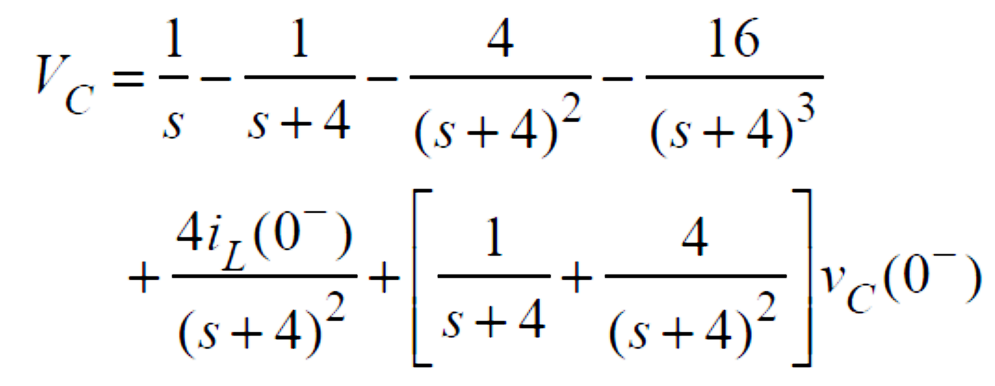 V_C = 1/s − 1/(s+4) − 4/(s+4)^2 − 16/(s+4)^3
+ 4i_L(0^−)/(s+4)^2 + [1/(s+4) + 4/(s+4)^2] v_C(0^−)